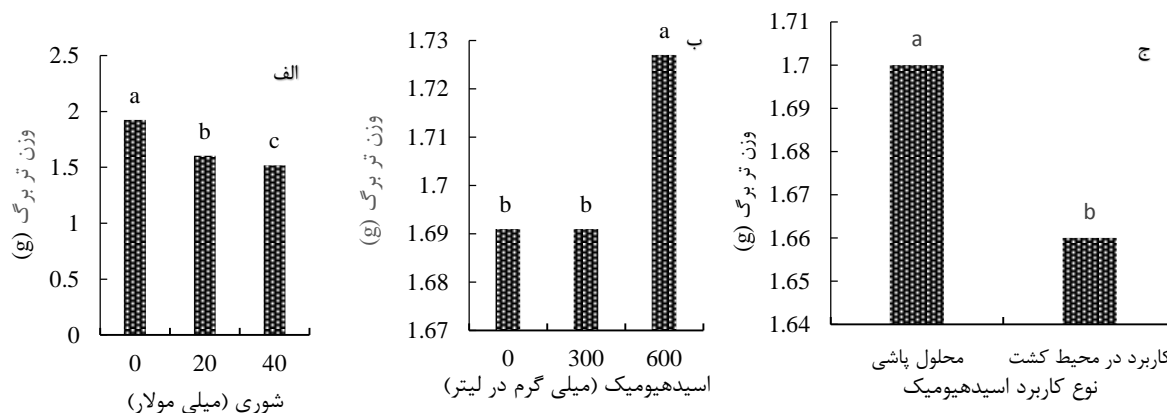 الف
وزن تر برگ (g)
2.5
2
1.5
1
0.5
0
a
b
c
0 20 40
شوری (میلی مولار)
ب
وزن تر برگ (g)
1.73
1.72
1.71
1.7
1.69
1.68
1.67
b
b
a
0 300 600
اسیدهیومیک (میلی گرم در لیتر)
ج
وزن تر برگ (g)
1.71
1.7
1.69
1.68
1.67
1.66
1.65
1.64
a
b
محلول پاشی
کاربرد در محیط کشت
نوع کاربرد اسیدهیومیک